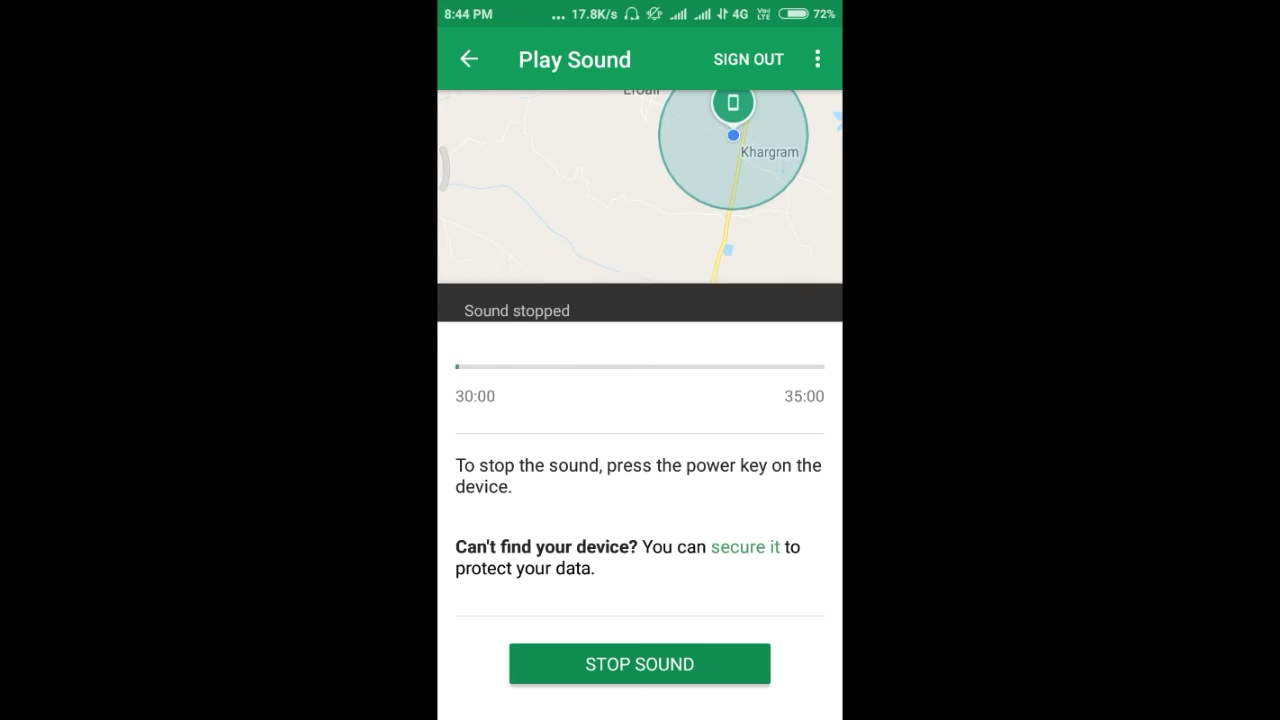 8:44 PM ... 17.8K/s 4G Vo) LTE 72%
Play Sound SIGN OUT
Khargram
Sound stopped
30:00 35:00
To stop the sound, press the power key on the
device.
Can't find your device? You can secure it to
protect your data.
STOP SOUND